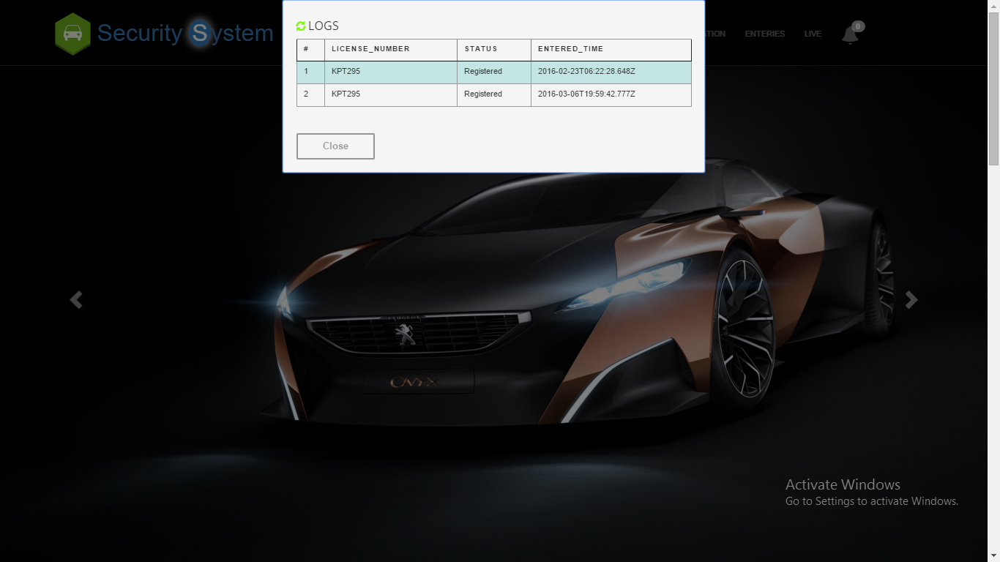 Security System
LOGS
ATION ENTERIES LIVE 0
# LICENSE_NUMBER STATUS ENTERED_TIME
1 KPT295 Registered 2016-02-23T06:22:28.648Z
2 KPT295 Registered 2016-03-06T19:59:42.777Z
Close
PEUGEOT
ONYX
Activate Windows
Go to Settings to activate Windows.